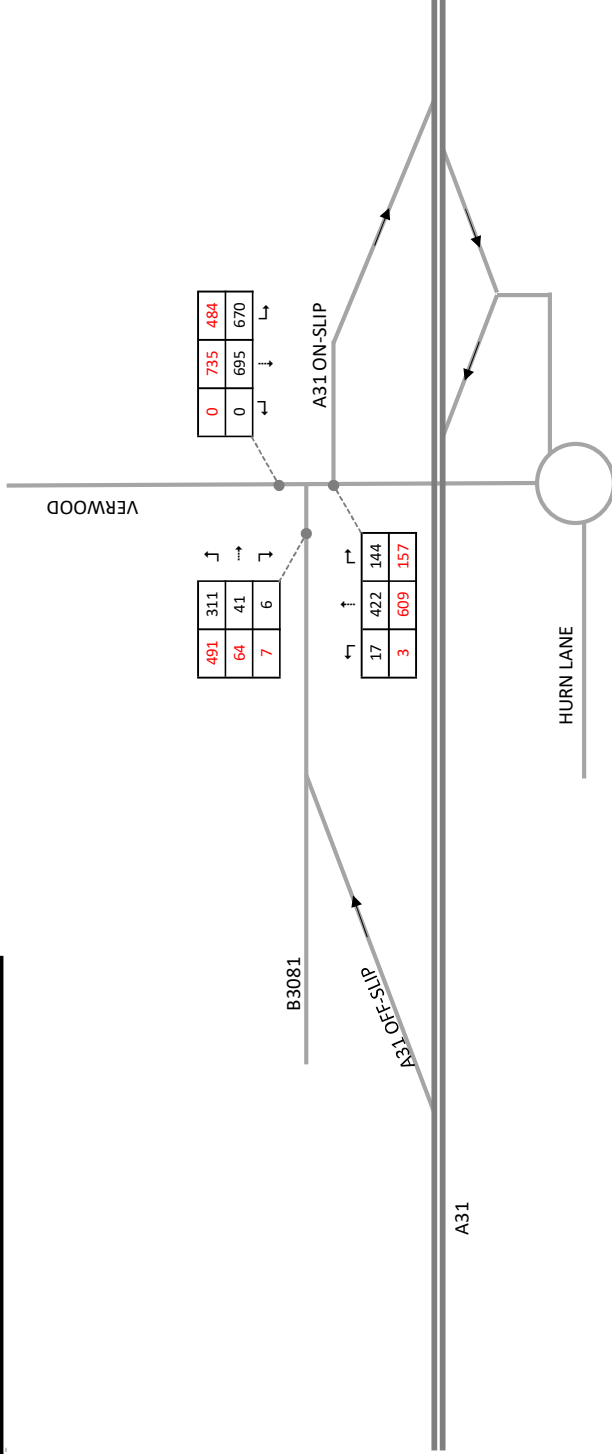 VERWOOD
0 735 484
0 695 670
A31 ON-SLIP
491 311
64 41
7 6
17 422 144
3 609 157
B3081
A31 OFF-SLIP
HURN LANE
A31